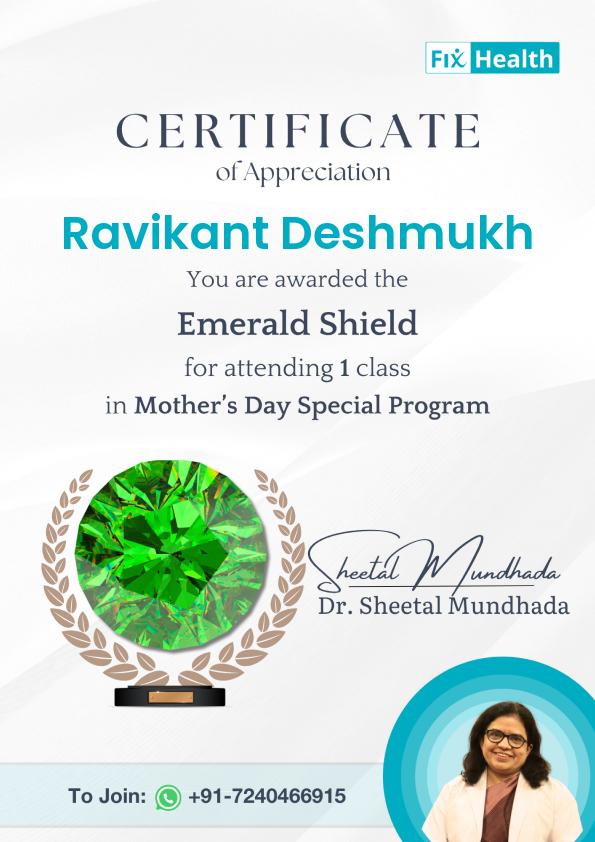 Fix Health
CERTIFICATE
of Appreciation
Ravikant Deshmukh
You are awarded the
Emerald Shield
for attending 1 class
in Mother's Day Special Program
Sheetal Mundhada
Dr. Sheetal Mundhada
To Join: +91-7240466915